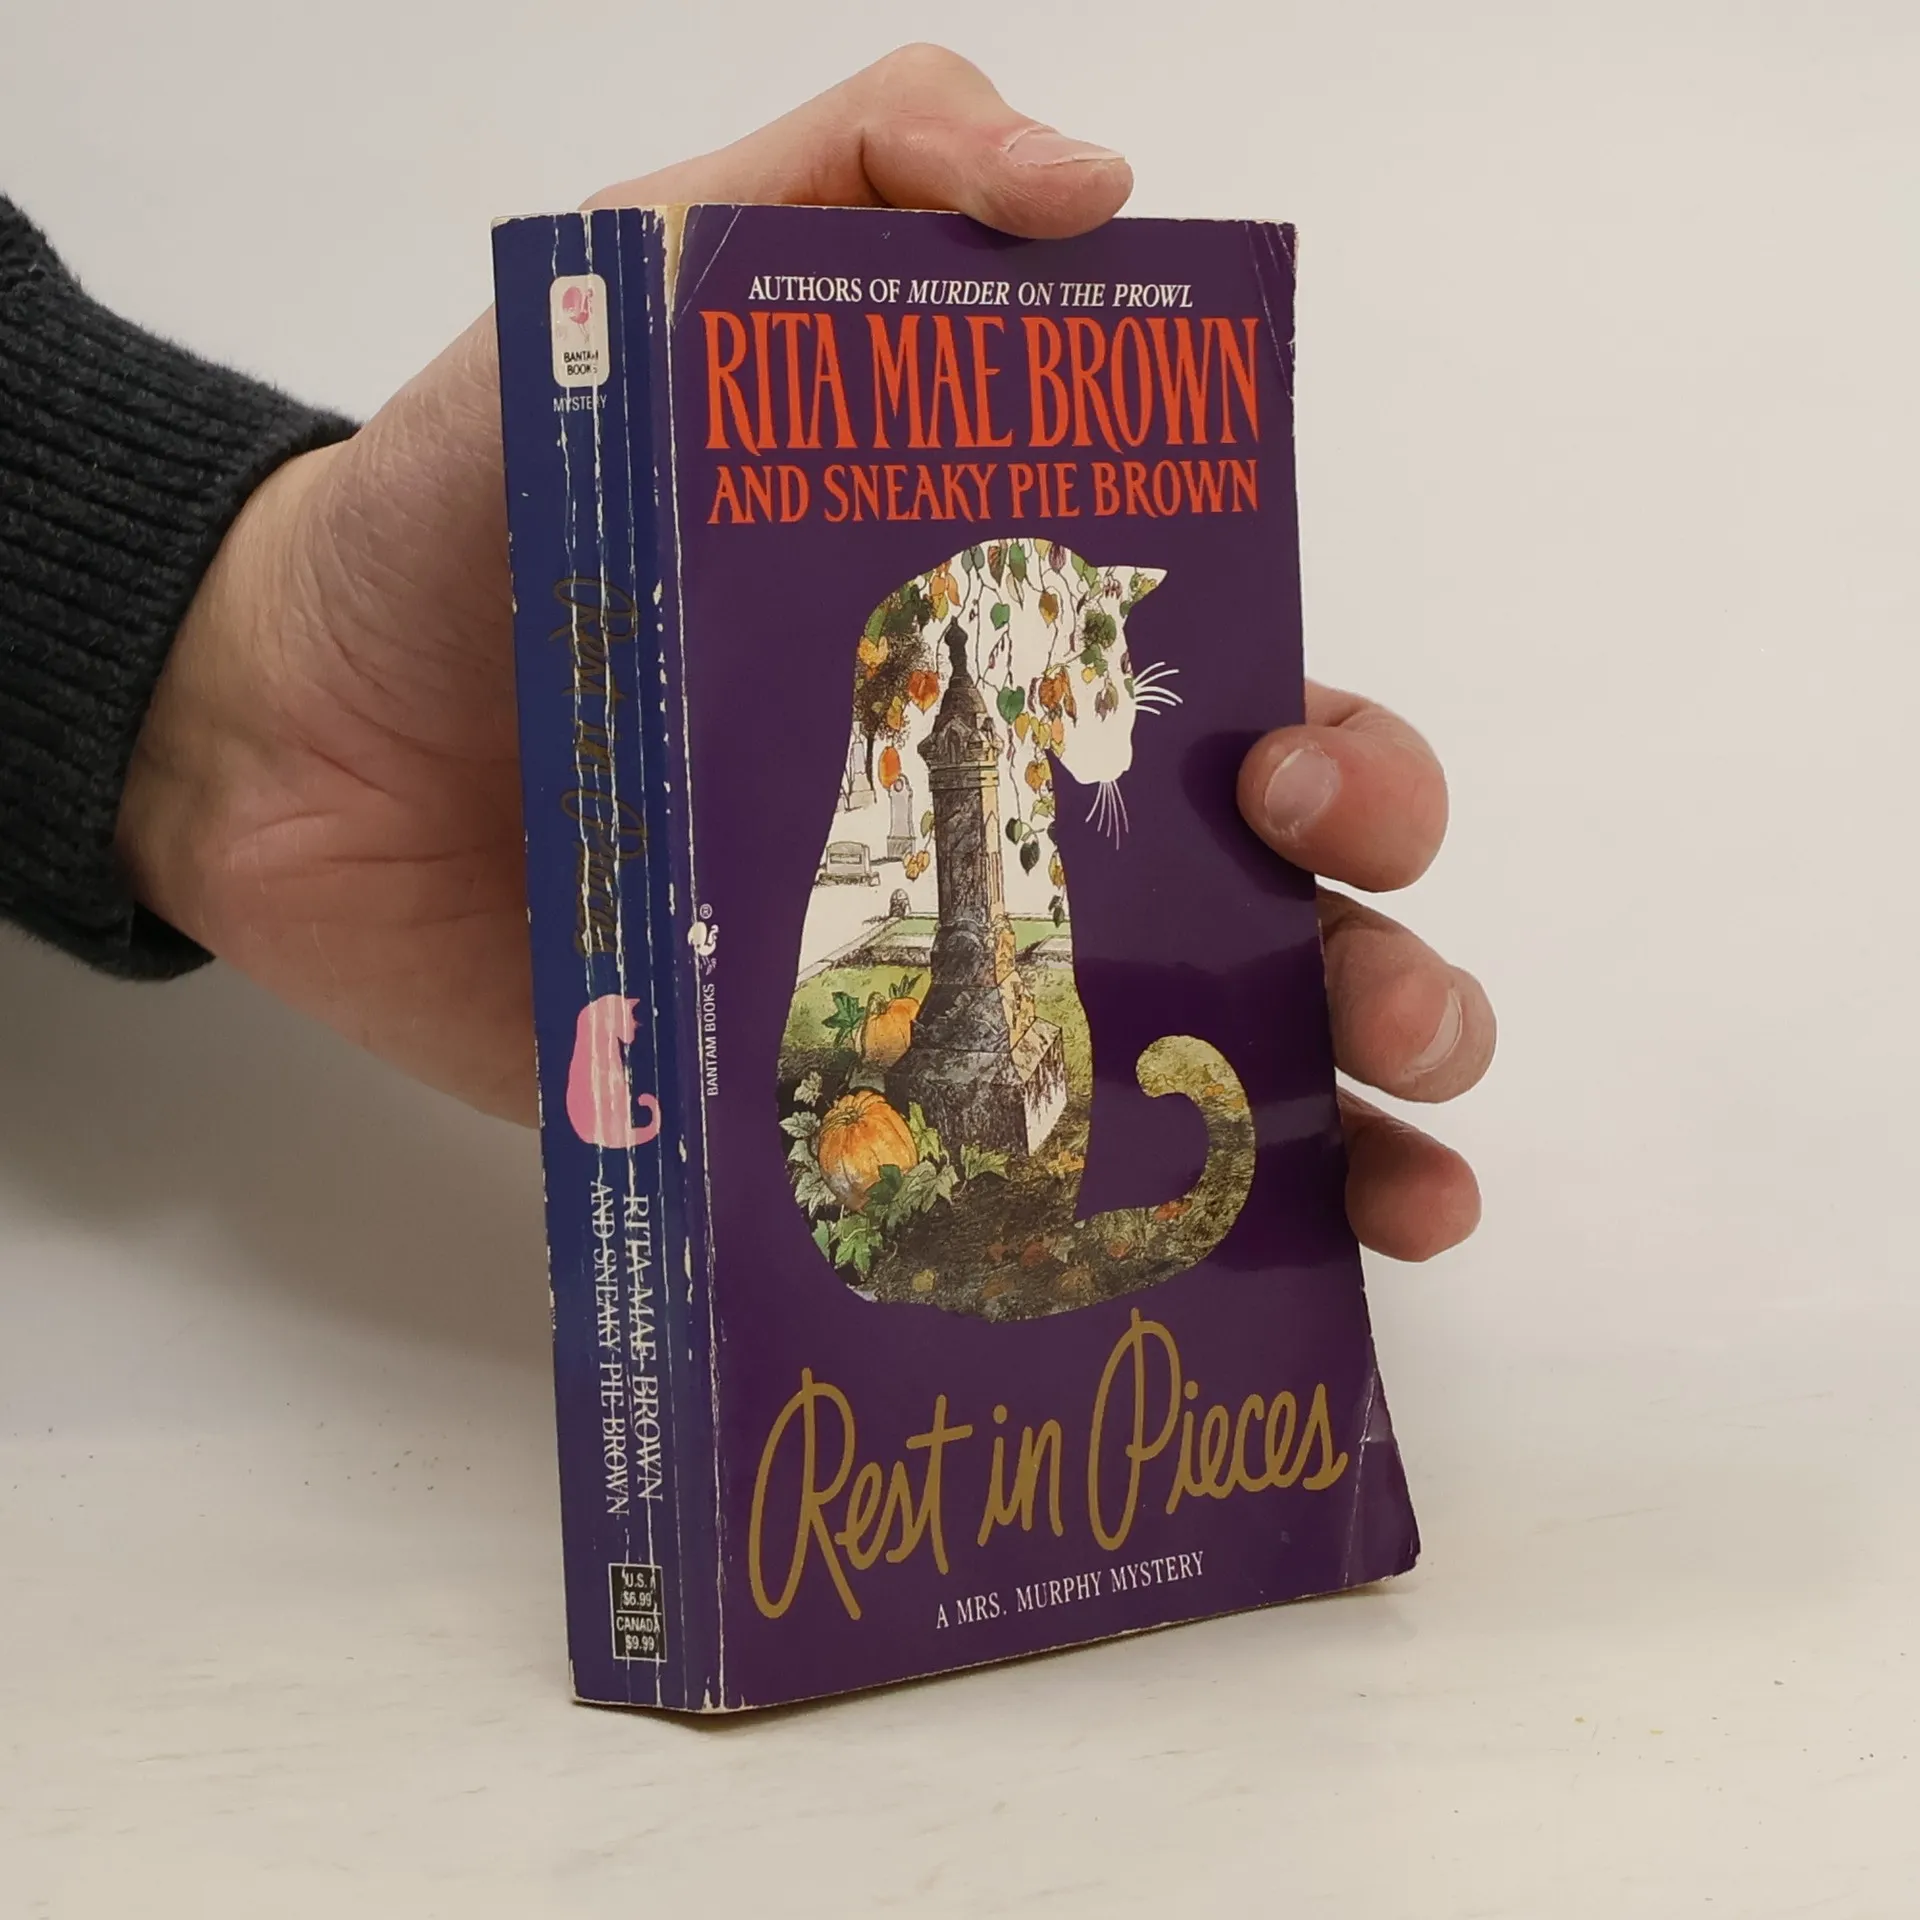 BANTAM
BOOKS
MYSTERY
Rest in Pieces
RITA MAE BROWN
AND SNEAKY PIE BROWN
U.S.
$6.99
CANADA
$9.99
BANTAM BOOKS
®
AUTHORS OF MURDER ON THE PROWL
RITA MAE BROWN
AND SNEAKY PIE BROWN
Rest in Pieces
A MRS. MURPHY MYSTERY